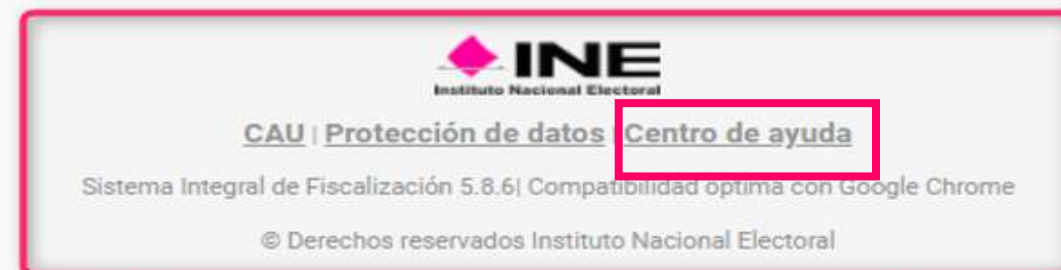 INE
Instituto Nacional Electoral
CAU | Protección de datos | Centro de ayuda
Sistema Integral de Fiscalización 5.8.6| Compatibilidad óptima con Google Chrome
© Derechos reservados Instituto Nacional Electoral